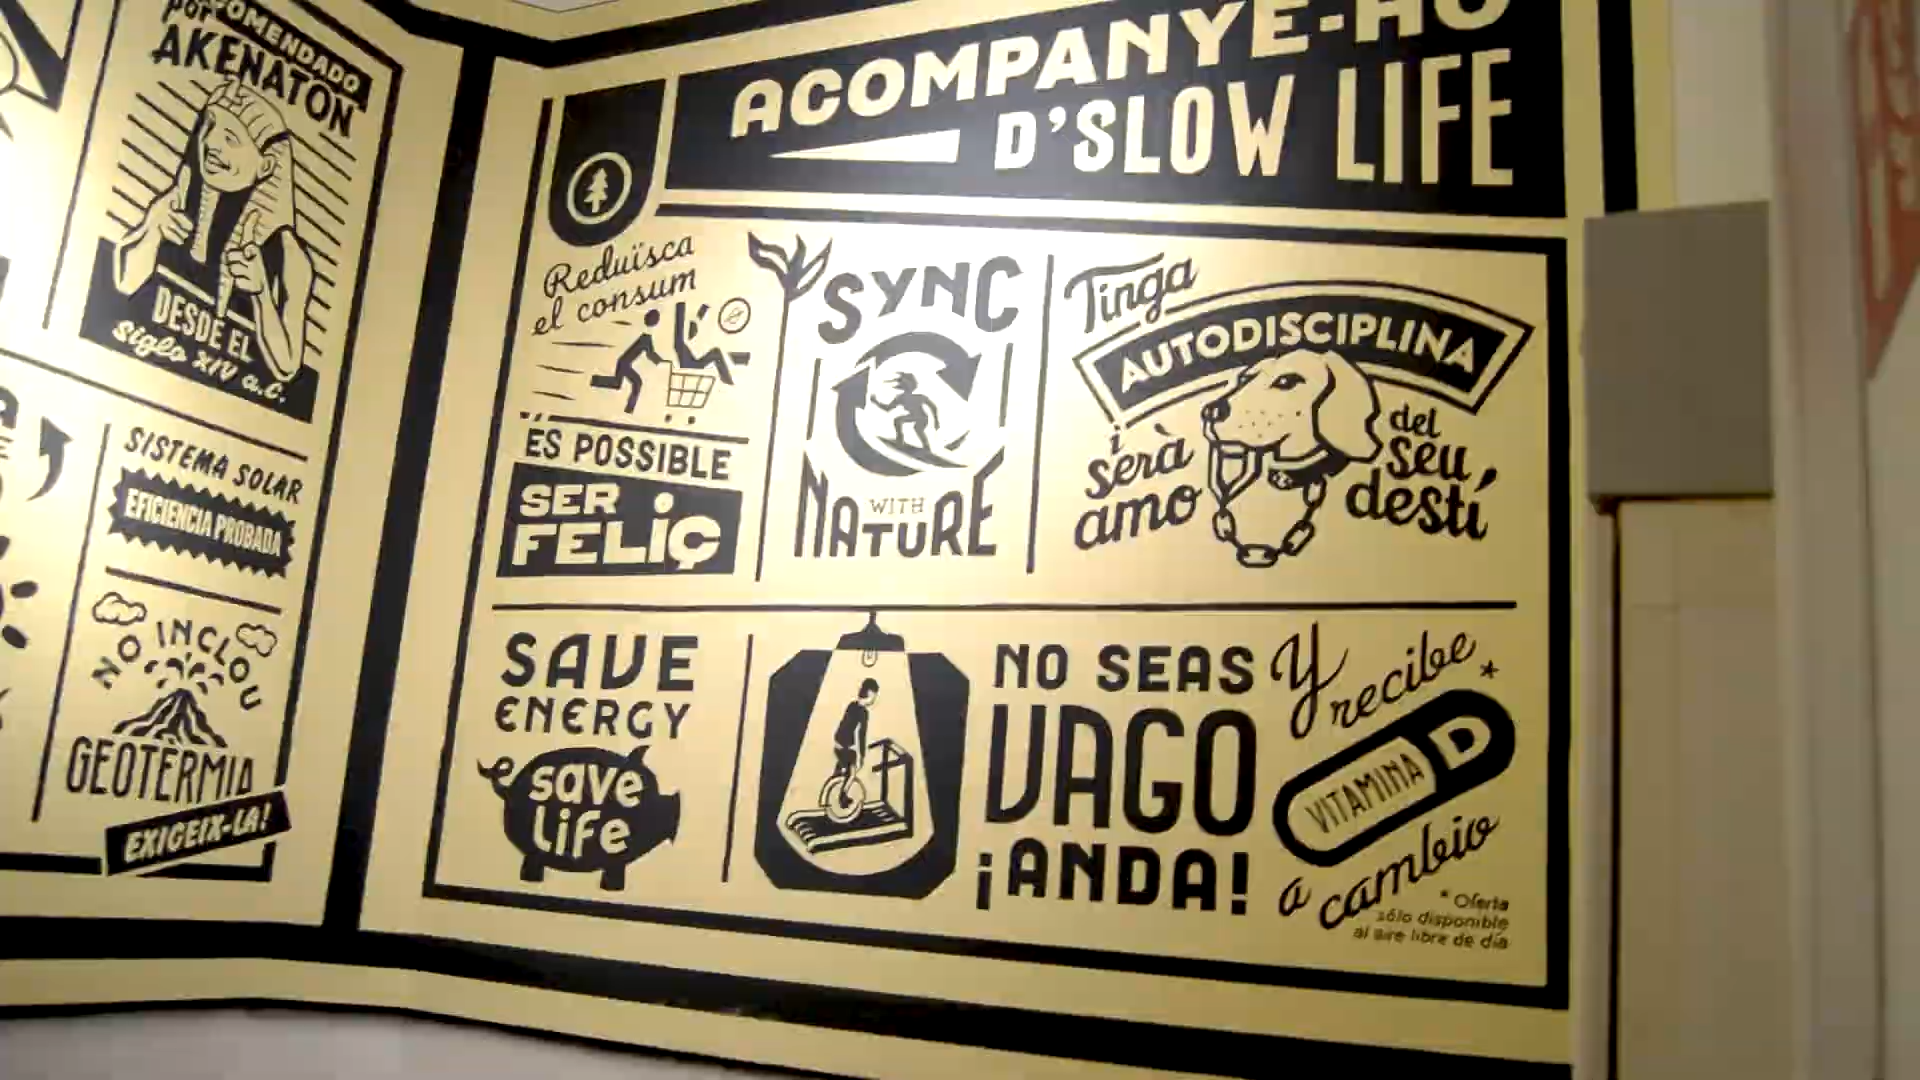 por
AKENATON
DESDE EL
Siglo XIV a.C.
SISTEMA SOLAR
EFICIENCIA PROBADA
NO INCLOU
GEOTERMIA
EXIGEIX-LA!
ACOMPANYE-HO
D'SLOW LIFE
Reduïsca
el consum
ÉS POSSIBLE
SER
FELIÇ
SYNC
WITH
NATURE
Tinga
AUTODISCIPLINA
i
serà
amo
del
seu
destí
SAVE
ENERGY
save
life
NO SEAS
VAGO
¡ANDA!
Y
recibe*
VITAMINA D
a
cambio
* Oferta
sólo disponible
al aire libre de día